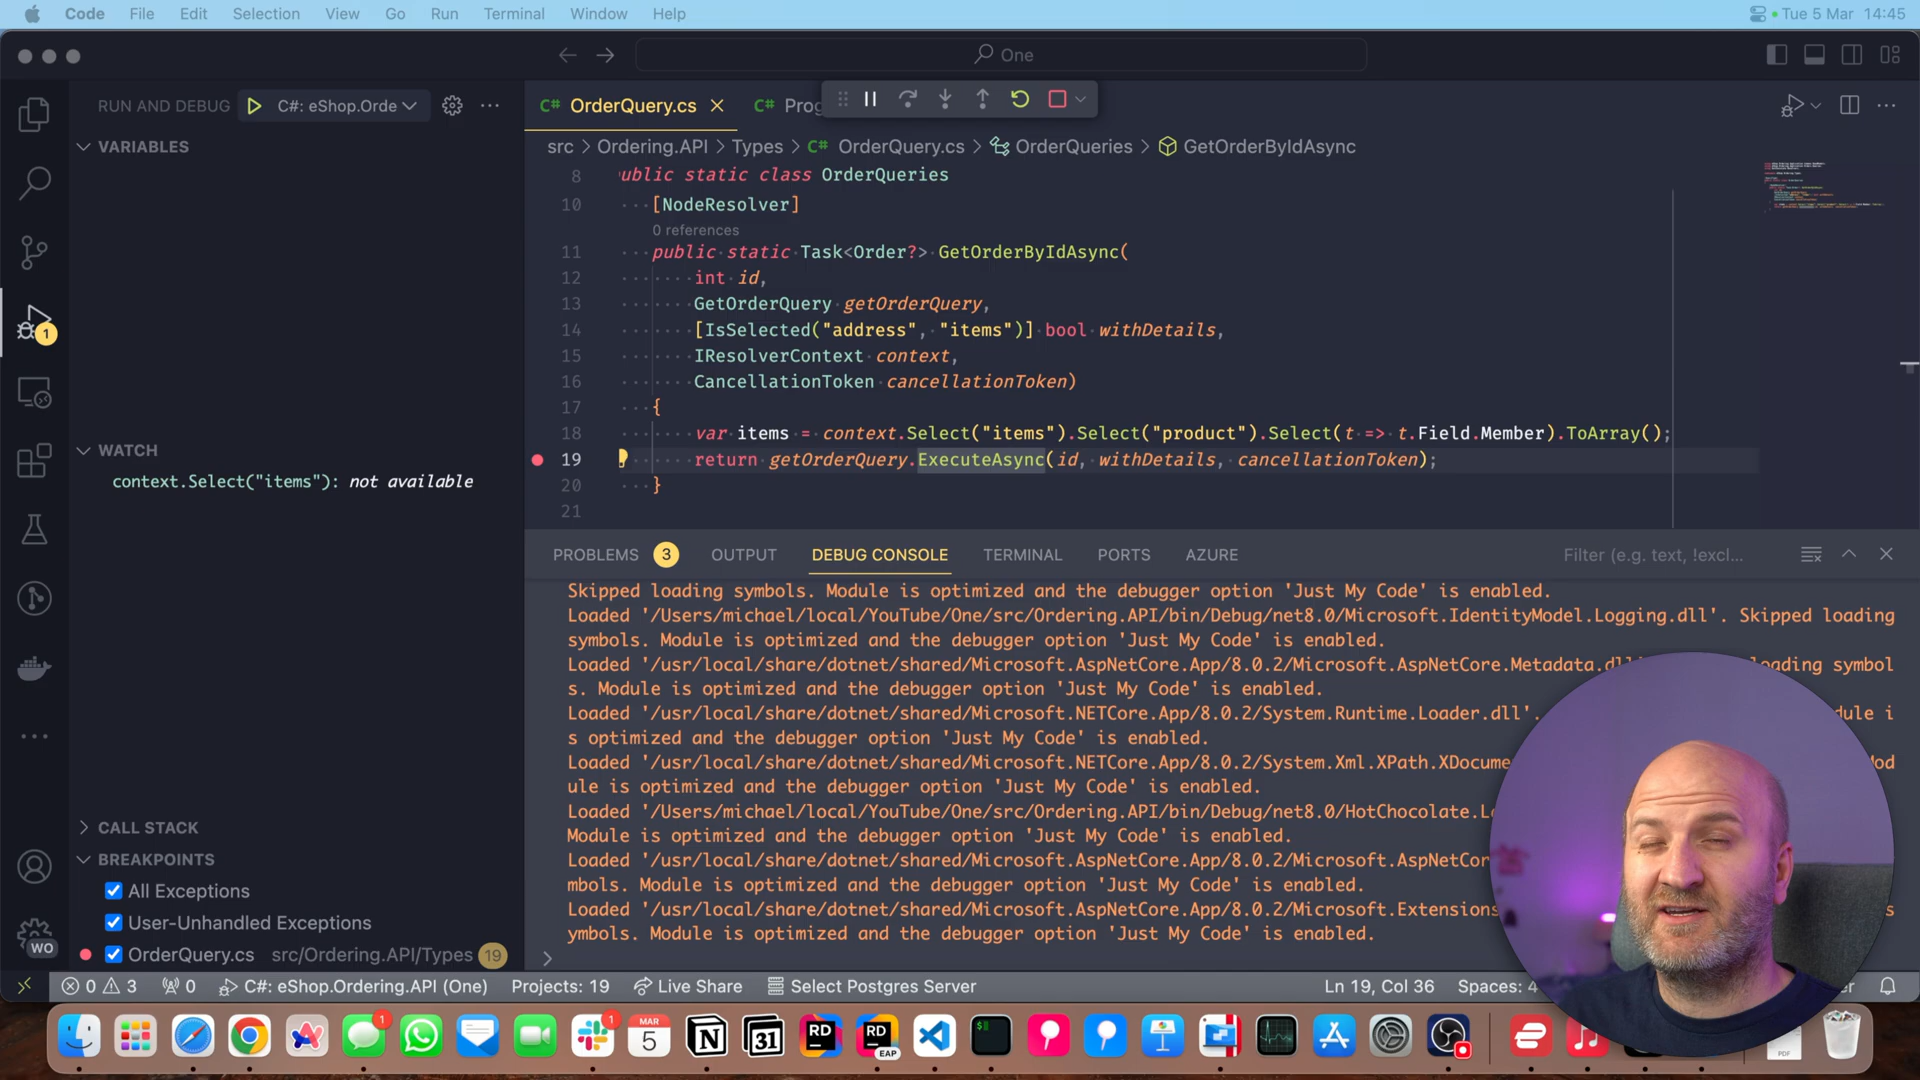 Code File Edit Selection View Go Run Terminal Window Help Tue 5 Mar 14:45
One
RUN AND DEBUG C#: eShop.Orde
OrderQuery.cs
VARIABLES
src > Ordering.API > Types > OrderQuery.cs > OrderQueries > GetOrderByIdAsync
8 public static class OrderQueries
10 [NodeResolver]
0 references
11 public static Task<Order?> GetOrderByIdAsync(
12 int id,
13 GetOrderQuery getOrderQuery,
14 [IsSelected("address", "items")] bool withDetails,
15 IResolverContext context,
16 CancellationToken cancellationToken)
17 {
18 var items = context.Select("items").Select("product").Select(t => t.Field.Member).ToArray();
19 return getOrderQuery.ExecuteAsync(id, withDetails, cancellationToken);
20 }
21
WATCH
context.Select("items"): not available
PROBLEMS 3 OUTPUT DEBUG CONSOLE TERMINAL PORTS AZURE Filter (e.g. text, !excl...
Skipped loading symbols. Module is optimized and the debugger option 'Just My Code' is enabled.
Loaded '/Users/michael/local/YouTube/One/src/Ordering.API/bin/Debug/net8.0/Microsoft.IdentityModel.Logging.dll'. Skipped loading
symbols. Module is optimized and the debugger option 'Just My Code' is enabled.
Loaded '/usr/local/share/dotnet/shared/Microsoft.AspNetCore.App/8.0.2/Microsoft.AspNetCore.Metadata.dll loading symbol
s. Module is optimized and the debugger option 'Just My Code' is enabled.
Loaded '/usr/local/share/dotnet/shared/Microsoft.NETCore.App/8.0.2/System.Runtime.Loader.dll'. dule i
s optimized and the debugger option 'Just My Code' is enabled.
Loaded '/usr/local/share/dotnet/shared/Microsoft.NETCore.App/8.0.2/System.Xml.XPath.XDocume Mod
ule is optimized and the debugger option 'Just My Code' is enabled.
Loaded '/Users/michael/local/YouTube/One/src/Ordering.API/bin/Debug/net8.0/HotChocolate.L
Module is optimized and the debugger option 'Just My Code' is enabled.
Loaded '/usr/local/share/dotnet/shared/Microsoft.AspNetCore.App/8.0.2/Microsoft.AspNetCor
mbols. Module is optimized and the debugger option 'Just My Code' is enabled.
Loaded '/usr/local/share/dotnet/shared/Microsoft.AspNetCore.App/8.0.2/Microsoft.Extensions s
ymbols. Module is optimized and the debugger option 'Just My Code' is enabled.
CALL STACK
BREAKPOINTS
All Exceptions
User-Unhandled Exceptions
OrderQuery.cs src/Ordering.API/Types 19
1
WO
0 3 0 C#: eShop.Ordering.API (One) Projects: 19 Live Share Select Postgres Server Ln 19, Col 36 Spaces: 4
1 1 MAR 5 31 RD RD EAP PDF